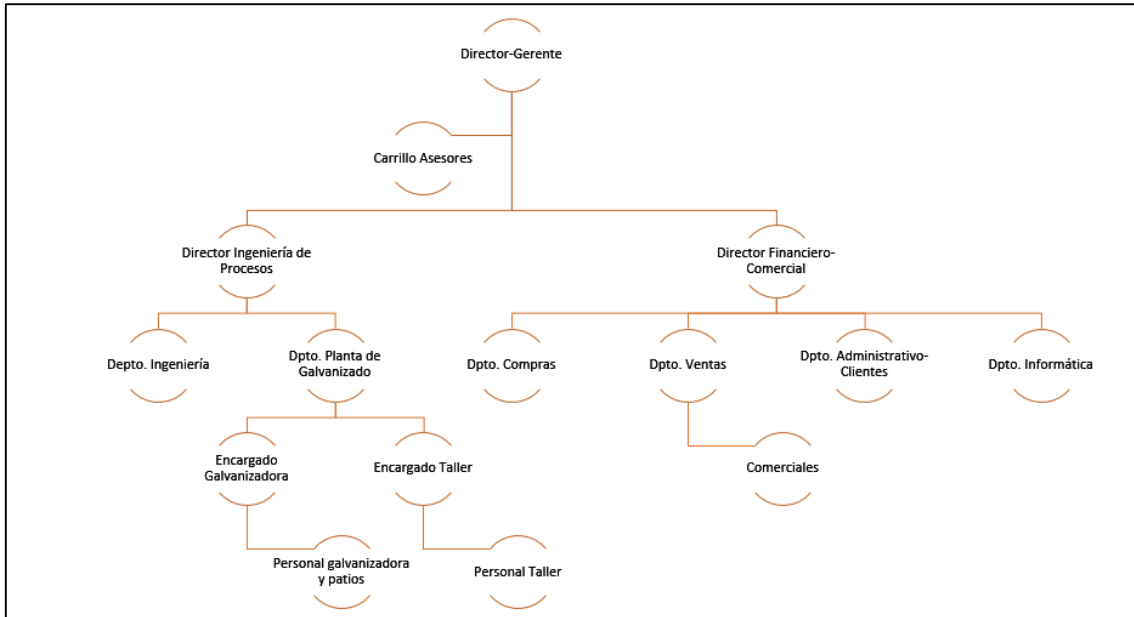 Director-Gerente
Carrillo Asesores
Director Ingeniería de
Procesos
Director Financiero-
Comercial
Depto. Ingeniería
Dpto. Planta de
Galvanizado
Dpto. Compras
Dpto. Ventas
Dpto. Administrativo-
Clientes
Dpto. Informática
Encargado
Galvanizadora
Encargado Taller
Comerciales
Personal galvanizadora
y patios
Personal Taller